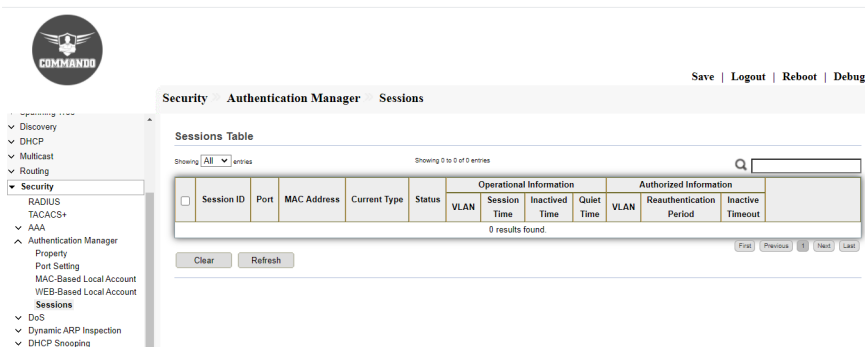 COMMANDO
Save | Logout | Reboot | Debug
Security » Authentication Manager » Sessions
Spanning Tree
Discovery
DHCP
Multicast
Routing
Security
RADIUS
TACACS+
AAA
Authentication Manager
Property
Port Setting
MAC-Based Local Account
WEB-Based Local Account
Sessions
DoS
Dynamic ARP Inspection
DHCP Snooping
Sessions Table
Showing All entries
Showing 0 to 0 of 0 entries
Session ID Port MAC Address Current Type Status Operational Information Authorized Information
VLAN Session Time Inactived Time Quiet Time VLAN Reauthentication Period Inactive Timeout
0 results found.
First Previous 1 Next Last
Clear Refresh